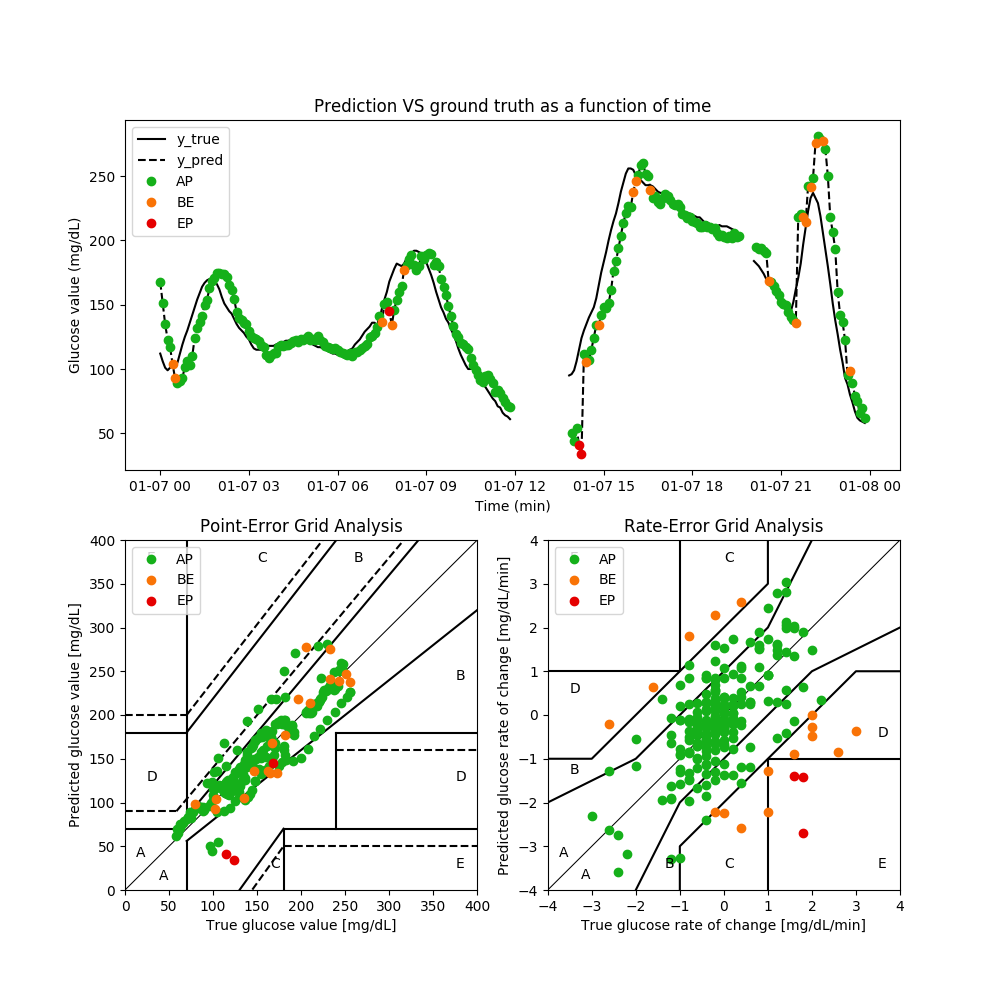 Prediction VS ground truth as a function of time
Glucose value (mg/dL)
y_true
y_pred
AP
BE
EP
250
200
150
100
50
01-07 00 01-07 03 01-07 06 01-07 09 01-07 12 01-07 15 01-07 18 01-07 21 01-08 00
Time (min)
Point-Error Grid Analysis
Predicted glucose value [mg/dL]
400
350
300
250
200
150
100
50
0
AP
BE
EP
C B
B
D D
A
A C E
0 50 100 150 200 250 300 350 400
True glucose value [mg/dL]
Rate-Error Grid Analysis
Predicted glucose rate of change [mg/dL/min]
4
3
2
1
0
−1
−2
−3
−4
AP
BE
EP
C
D
D
B
A
A B C E
−4 −3 −2 −1 0 1 2 3 4
True glucose rate of change [mg/dL/min]